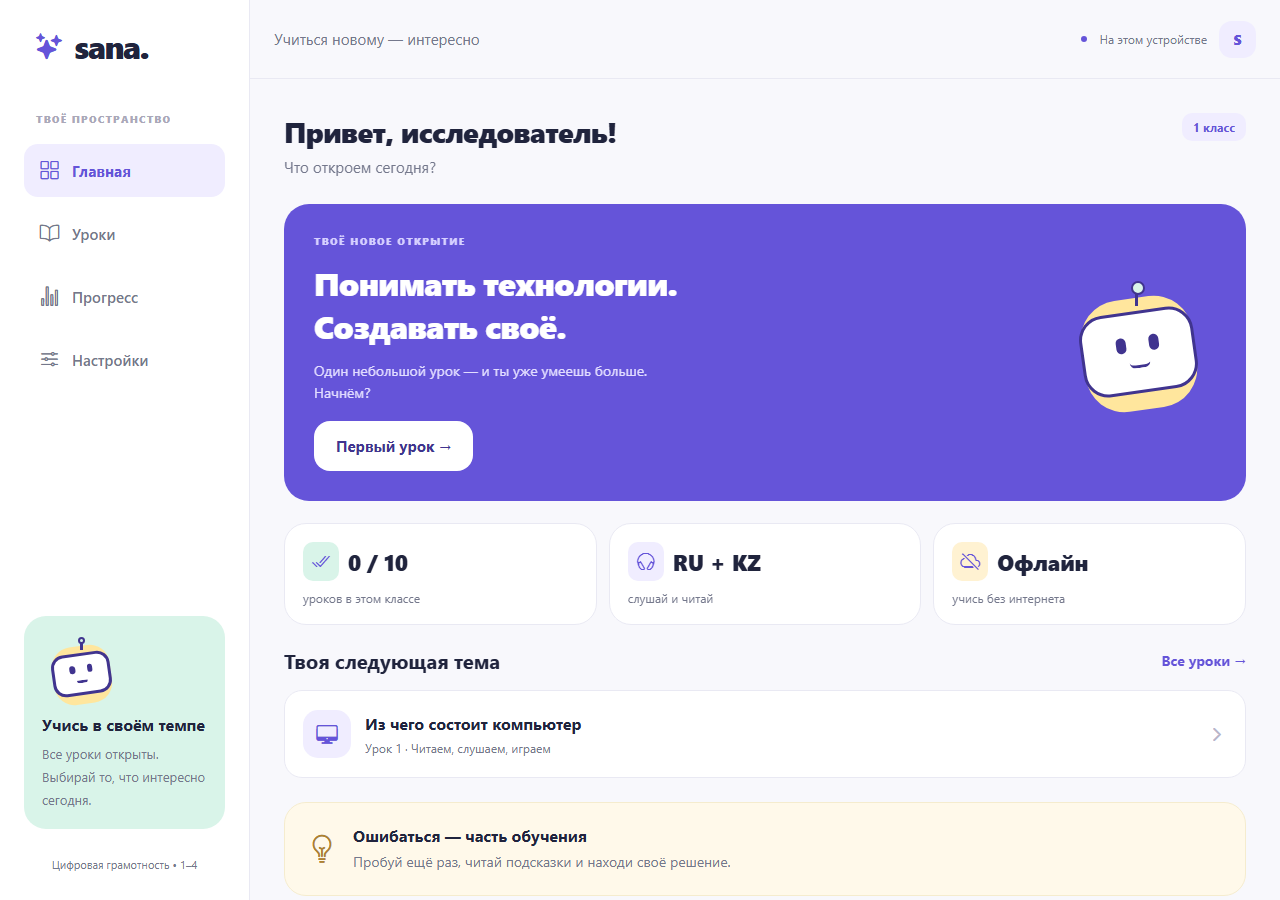 sana.
ТВОЁ ПРОСТРАНСТВО
Главная
Уроки
Прогресс
Настройки
Учись в своём темпе
Все уроки открыты.
Выбирай то, что интересно
сегодня.
Цифровая грамотность • 1–4
Учиться новому — интересно
На этом устройстве
S
Привет, исследователь!
1 класс
Что откроем сегодня?
ТВОЁ НОВОЕ ОТКРЫТИЕ
Понимать технологии.
Создавать своё.
Один небольшой урок — и ты уже умеешь больше.
Начнём?
Первый урок →
0 / 10
уроков в этом классе
RU + KZ
слушай и читай
Офлайн
учись без интернета
Твоя следующая тема
Все уроки →
Из чего состоит компьютер
Урок 1 · Читаем, слушаем, играем
Ошибаться — часть обучения
Пробуй ещё раз, читай подсказки и находи своё решение.